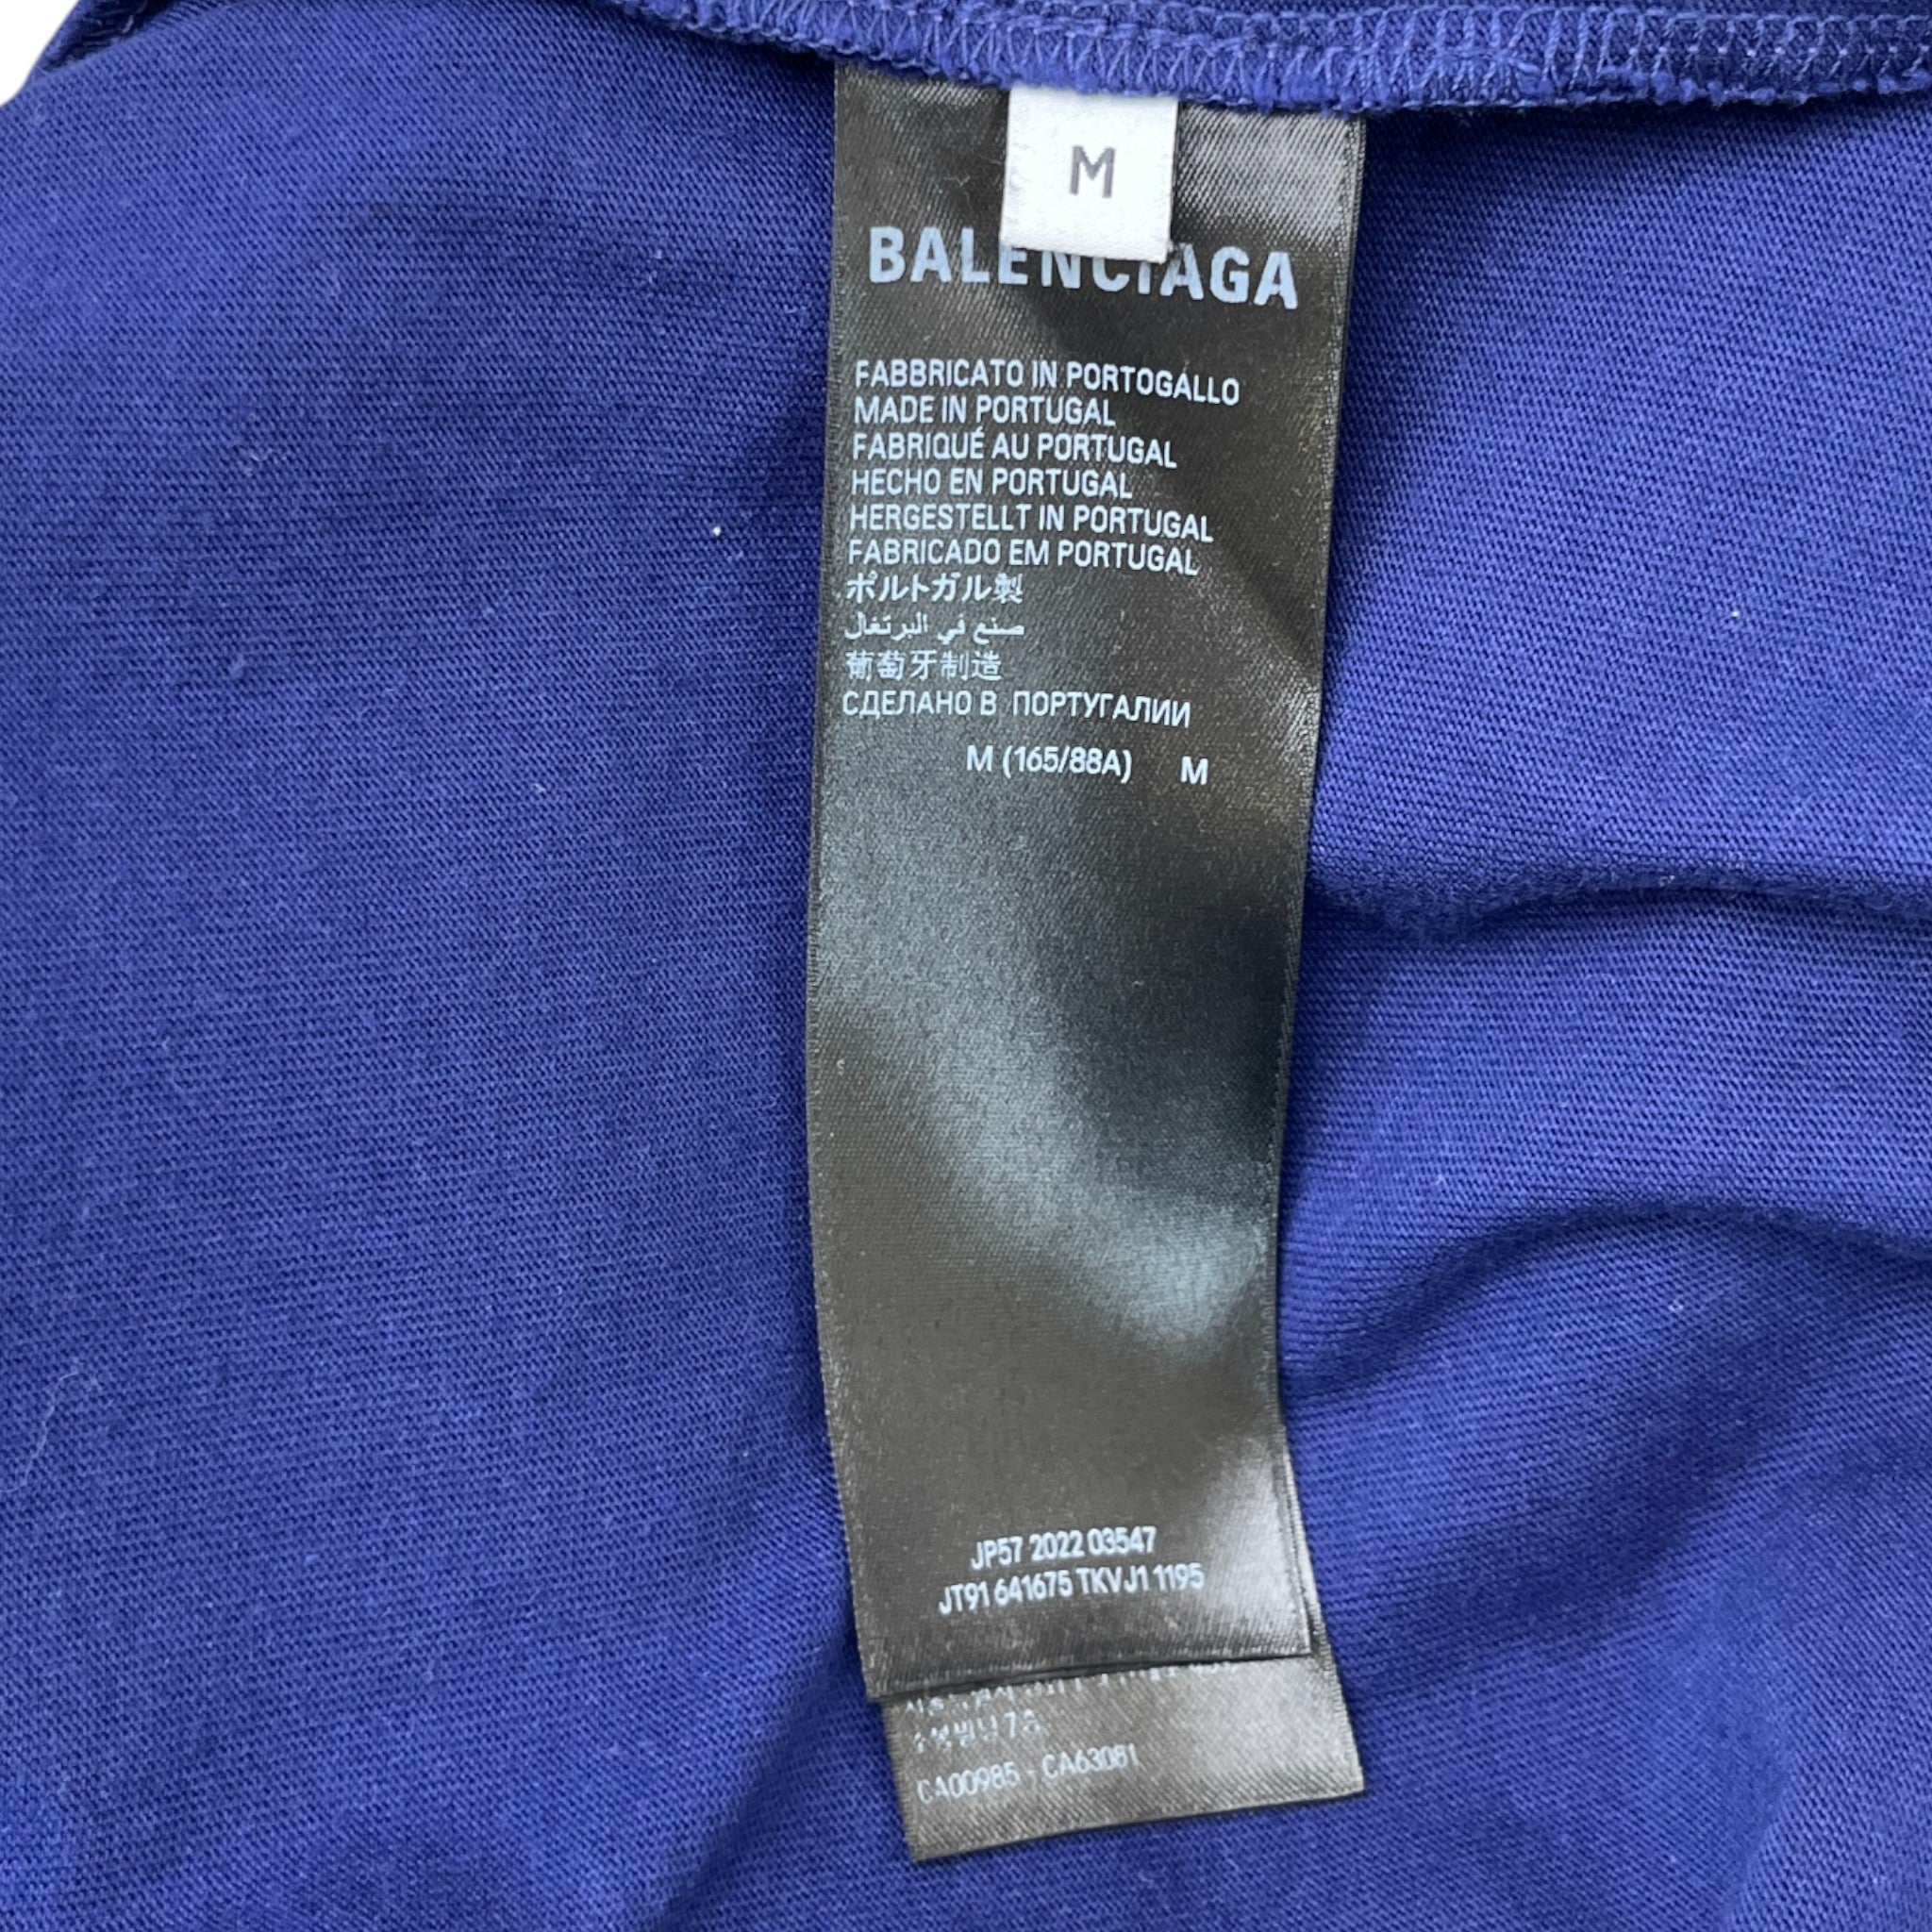 M
BALENCIAGA
FABBRICATO IN PORTOGALLO
MADE IN PORTUGAL
FABRIQUÉ AU PORTUGAL
HECHO EN PORTUGAL
HERGESTELLT IN PORTUGAL
FABRICADO EM PORTUGAL
ポルトガル製
صنع في البرتغال
葡萄牙制造
СДЕЛАНО В ПОРТУГАЛИИ
M (165/88A) M
JP57 2022 03547
JT91 641675 TKVJ1 1195
CA00985 - CA63081